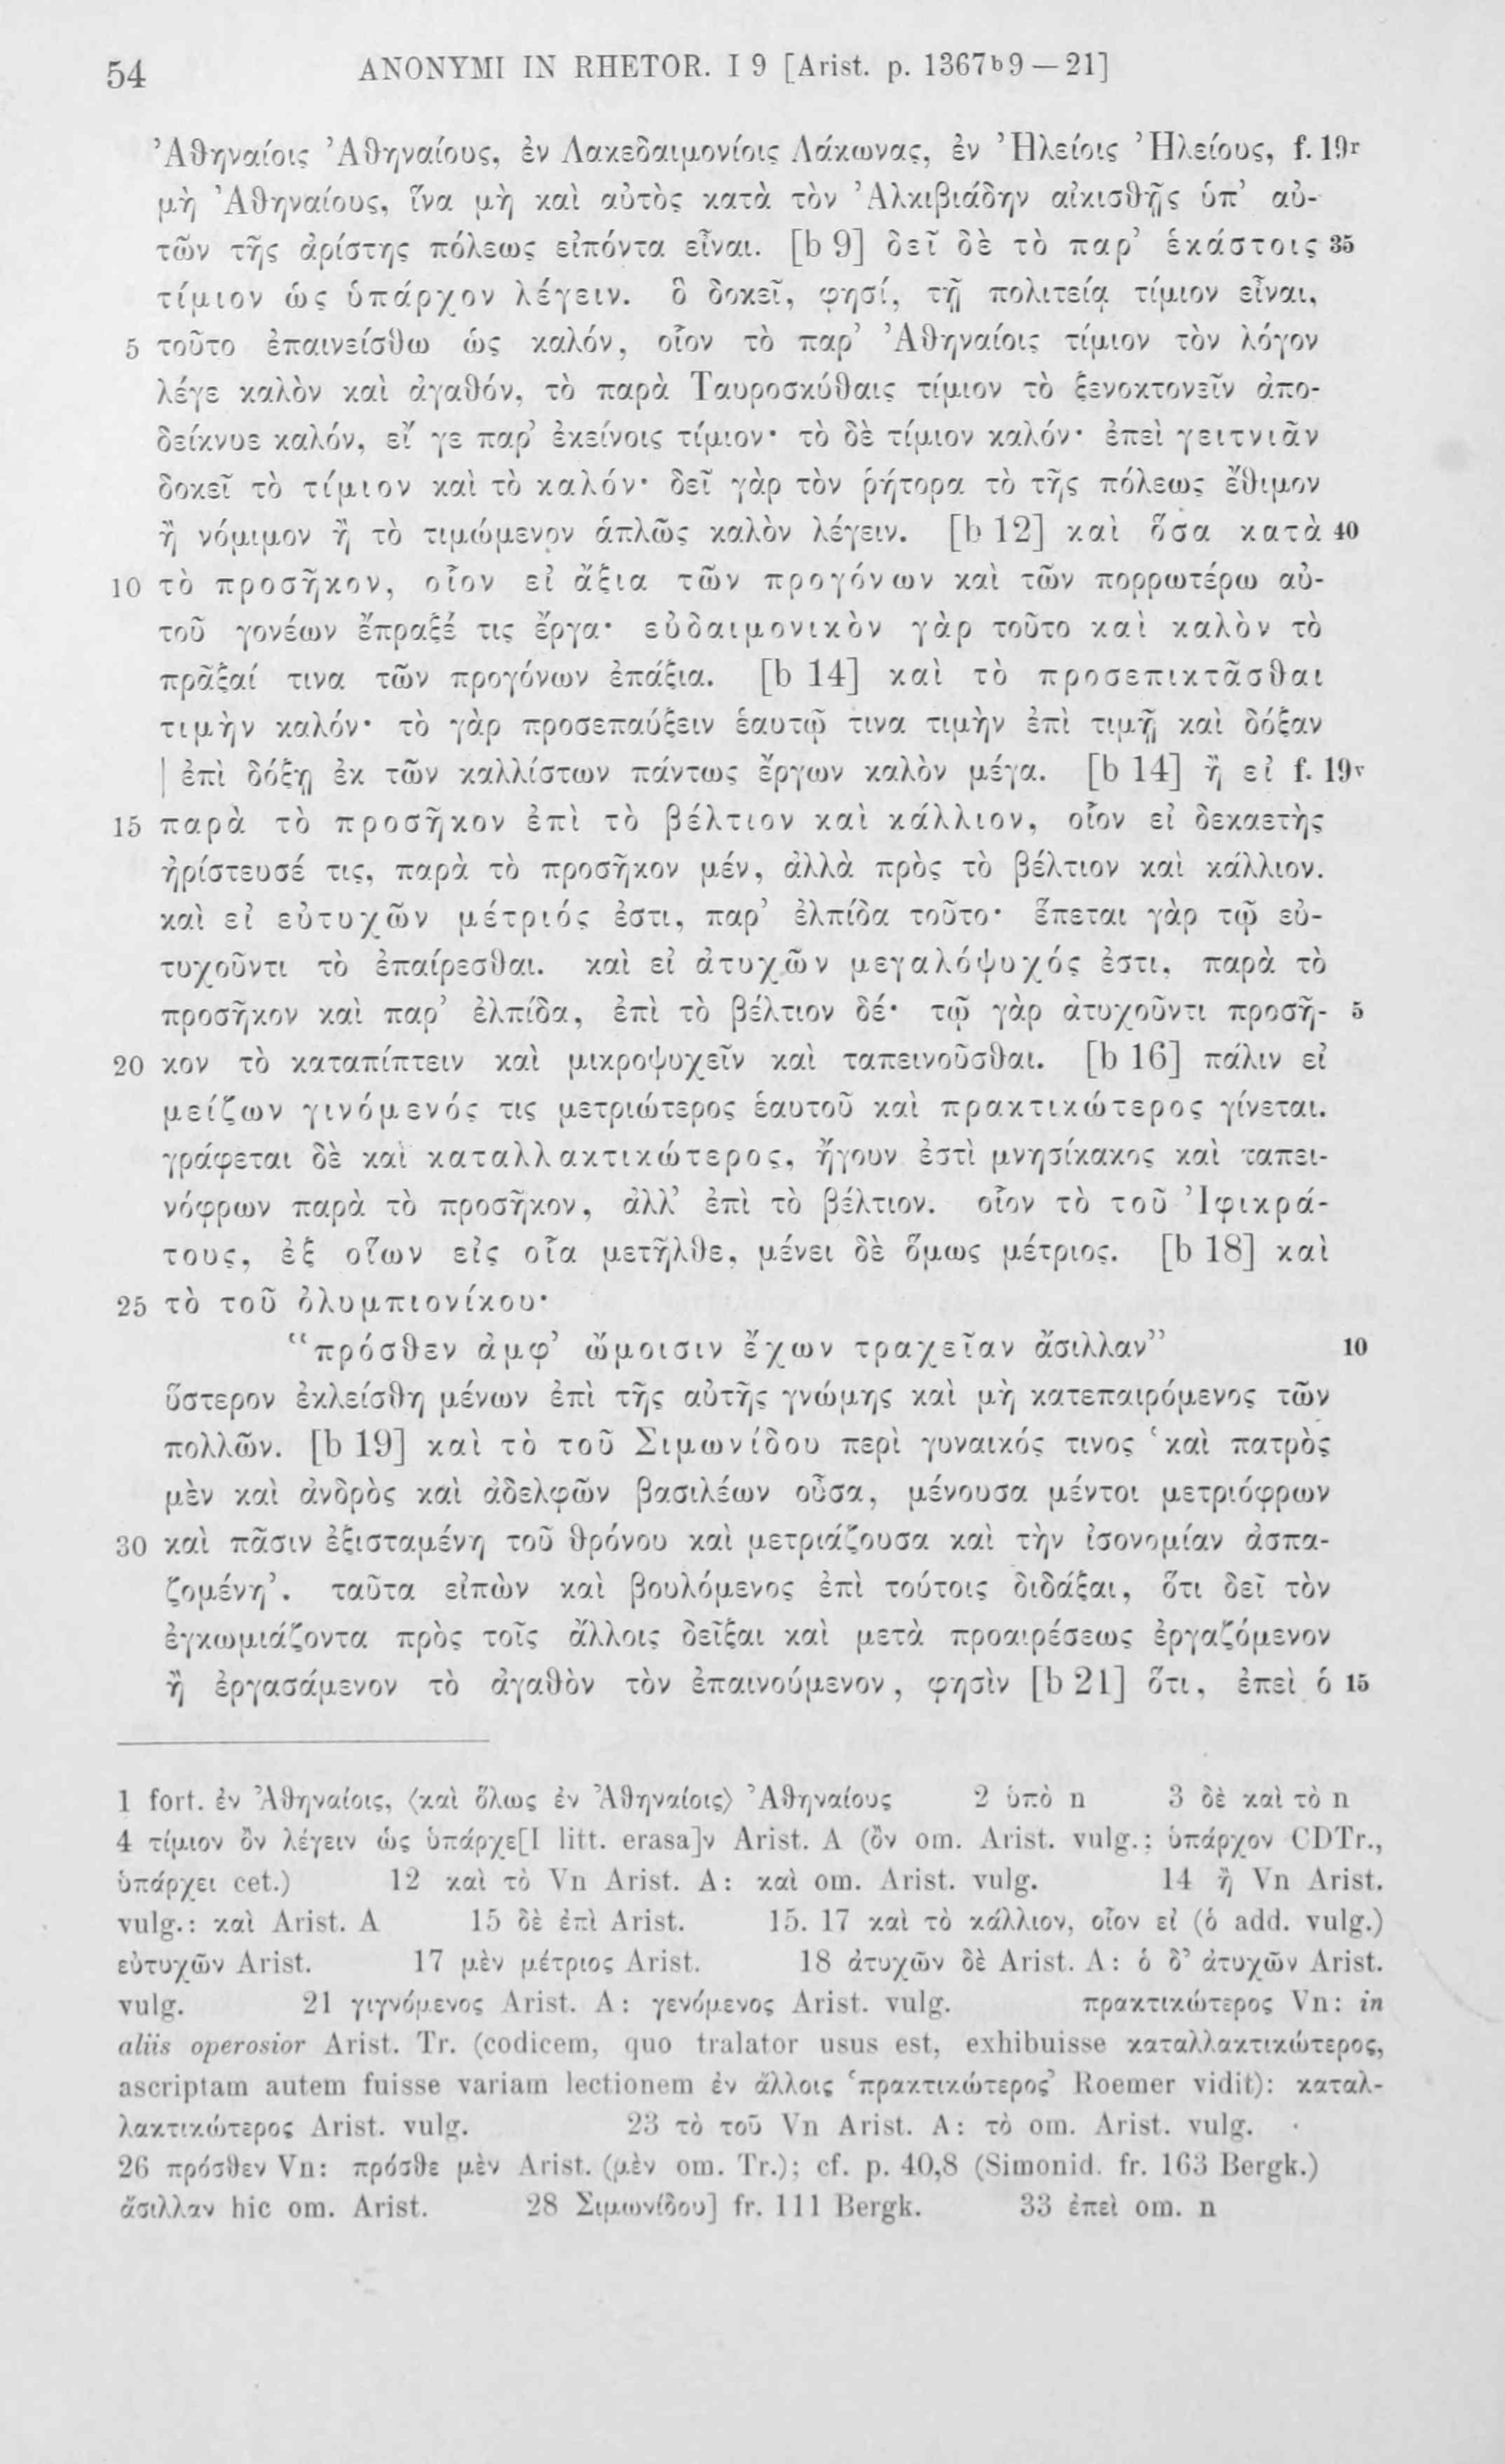 54 ANONYMI IN RHETOR. I 9 [Arist. p. 1367b9—21]
Ἀθηναίοις Ἀθηναίους, ἐν Λακεδαιμονίοις Λάκωνας, ἐν Ἠλείοις Ἠλείους, f. 19r
μὴ Ἀθηναίους, ἵνα μὴ καὶ αὐτὸς κατὰ τὸν Ἀλκιβιάδην αἰκισθῇς ὑπ’ αὐ-
τῶν τῆς ἀρίστης πόλεως εἰπόντα εἶναι. [b 9] δεῖ δὲ τὸ παρ’ ἑκάστοις 35
τίμιον ὡς ὑπάρχον λέγειν. ὃ δοκεῖ, φησί, τῇ πολιτείᾳ τίμιον εἶναι,
5 τοῦτο ἐπαινείσθω ὡς καλόν, οἷον τὸ παρ’ Ἀθηναίοις τίμιον τὸν λόγον
λέγε καλὸν καὶ ἀγαθόν, τὸ παρὰ Ταυροσκύθαις τίμιον τὸ ξενοκτονεῖν ἀπο-
δείκνυε καλόν, εἴ γε παρ’ ἐκείνοις τίμιον· τὸ δὲ τίμιον καλόν· ἐπεὶ γειτνιᾶν
δοκεῖ τὸ τίμιον καὶ τὸ καλόν· δεῖ γὰρ τὸν ῥήτορα τὸ τῆς πόλεως ἔθιμον
ἢ νόμιμον ἢ τὸ τιμώμενον ἁπλῶς καλὸν λέγειν. [b 12] καὶ ὅσα κατὰ 40
10 τὸ προσῆκον, οἷον εἰ ἄξια τῶν προγόνων καὶ τῶν πορρωτέρω αὐ-
τοῦ γονέων ἔπραξέ τις ἔργα· εὐδαιμονικὸν γὰρ τοῦτο καὶ καλὸν τὸ
πρᾶξαί τινα τῶν προγόνων ἐπάξια. [b 14] καὶ τὸ προσεπικτᾶσθαι
τιμὴν καλόν· τὸ γὰρ προσεπαύξειν ἑαυτῷ τινα τιμὴν ἐπὶ τιμῇ καὶ δόξαν
| ἐπὶ δόξῃ ἐκ τῶν καλλίστων πάντως ἔργων καλὸν μέγα. [b 14] ἢ εἰ f. 19v
15 παρὰ τὸ προσῆκον ἐπὶ τὸ βέλτιον καὶ κάλλιον, οἷον εἰ δεκαετὴς
ἠρίστευσέ τις, παρὰ τὸ προσῆκον μέν, ἀλλὰ πρὸς τὸ βέλτιον καὶ κάλλιον.
καὶ εἰ εὐτυχῶν μέτριός ἐστι, παρ’ ἐλπίδα τοῦτο· ἕπεται γὰρ τῷ εὐ-
τυχοῦντι τὸ ἐπαίρεσθαι. καὶ εἰ ἀτυχῶν μεγαλόψυχός ἐστι, παρὰ τὸ
προσῆκον καὶ παρ’ ἐλπίδα, ἐπὶ τὸ βέλτιον δέ· τῷ γὰρ ἀτυχοῦντι προσῆ- 5
20 κον τὸ καταπίπτειν καὶ μικροψυχεῖν καὶ ταπεινοῦσθαι. [b 16] πάλιν εἰ
μείζων γινόμενός τις μετριώτερος ἑαυτοῦ καὶ πρακτικώτερος γίνεται.
γράφεται δὲ καὶ καταλλακτικώτερος, ἤγουν ἐστὶ μνησίκακος καὶ ταπει-
νόφρων παρὰ τὸ προσῆκον, ἀλλ’ ἐπὶ τὸ βέλτιον. οἷον τὸ τοῦ Ἰφικρά-
τους, ἐξ οἵων εἰς οἷα μετῆλθε, μένει δὲ ὅμως μέτριος. [b 18] καὶ
25 τὸ τοῦ ὀλυμπιονίκου·
“πρόσθεν ἀμφ’ ὤμοισιν ἔχων τραχεῖαν ἄσιλλαν” 10
ὕστερον ἐκλείσθη μένων ἐπὶ τῆς αὐτῆς γνώμης καὶ μὴ κατεπαιρόμενος τῶν
πολλῶν. [b 19] καὶ τὸ τοῦ Σιμωνίδου περὶ γυναικός τινος ‘καὶ πατρὸς
μὲν καὶ ἀνδρὸς καὶ ἀδελφῶν βασιλέων οὖσα, μένουσα μέντοι μετριόφρων
30 καὶ πᾶσιν ἐξισταμένη τοῦ θρόνου καὶ μετριάζουσα καὶ τὴν ἰσονομίαν ἀσπα-
ζομένη’. ταῦτα εἰπὼν καὶ βουλόμενος ἐπὶ τούτοις διδάξαι, ὅτι δεῖ τὸν
ἐγκωμιάζοντα πρὸς τοῖς ἄλλοις δεῖξαι καὶ μετὰ προαιρέσεως ἐργαζόμενον
ἢ ἐργασάμενον τὸ ἀγαθὸν τὸν ἐπαινούμενον, φησὶν [b 21] ὅτι, ἐπεὶ ὁ 15
1 fort. ἐν Ἀθηναίοις, ⟨καὶ ὅλως ἐν Ἀθηναίοις⟩ Ἀθηναίους 2 ὑπὸ n 3 δὲ καὶ τὸ n
4 τίμιον ὂν λέγειν ὡς ὑπάρχε[I litt. erasa]ν Arist. A (ὂν om. Arist. vulg.; ὑπάρχον CDTr.,
ὑπάρχει cet.) 12 καὶ τὸ Vn Arist. A: καὶ om. Arist. vulg. 14 ἢ Vn Arist.
vulg.: καὶ Arist. A 15 δὲ ἐπὶ Arist. 15. 17 καὶ τὸ κάλλιον, οἷον εἰ (ὁ add. vulg.)
εὐτυχῶν Arist. 17 μὲν μέτριος Arist. 18 ἀτυχῶν δὲ Arist. A: ὁ δ’ ἀτυχῶν Arist.
vulg. 21 γιγνόμενος Arist. A: γενόμενος Arist. vulg. πρακτικώτερος Vn: in
aliis operosior Arist. Tr. (codicem, quo tralator usus est, exhibuisse καταλλακτικώτερος,
ascriptam autem fuisse variam lectionem ἐν ἄλλοις ‘πρακτικώτερος’ Roemer vidit): καταλ-
λακτικώτερος Arist. vulg. 23 τὸ τοῦ Vn Arist. A: τὸ om. Arist. vulg.
26 πρόσθεν Vn: πρόσθε μὲν Arist. (μὲν om. Tr.); cf. p. 40,8 (Simonid. fr. 163 Bergk.)
ἄσιλλαν hic om. Arist. 28 Σιμωνίδου] fr. 111 Bergk. 33 ἐπεὶ om. n